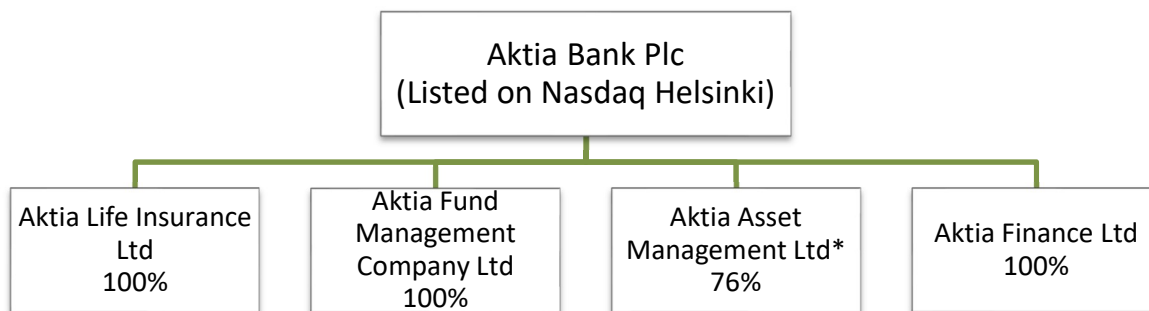 Aktia Bank Plc
(Listed on Nasdaq Helsinki)
Aktia Life Insurance
Ltd
100%
Aktia Fund
Management
Company Ltd
100%
Aktia Asset
Management Ltd*
76%
Aktia Finance Ltd
100%